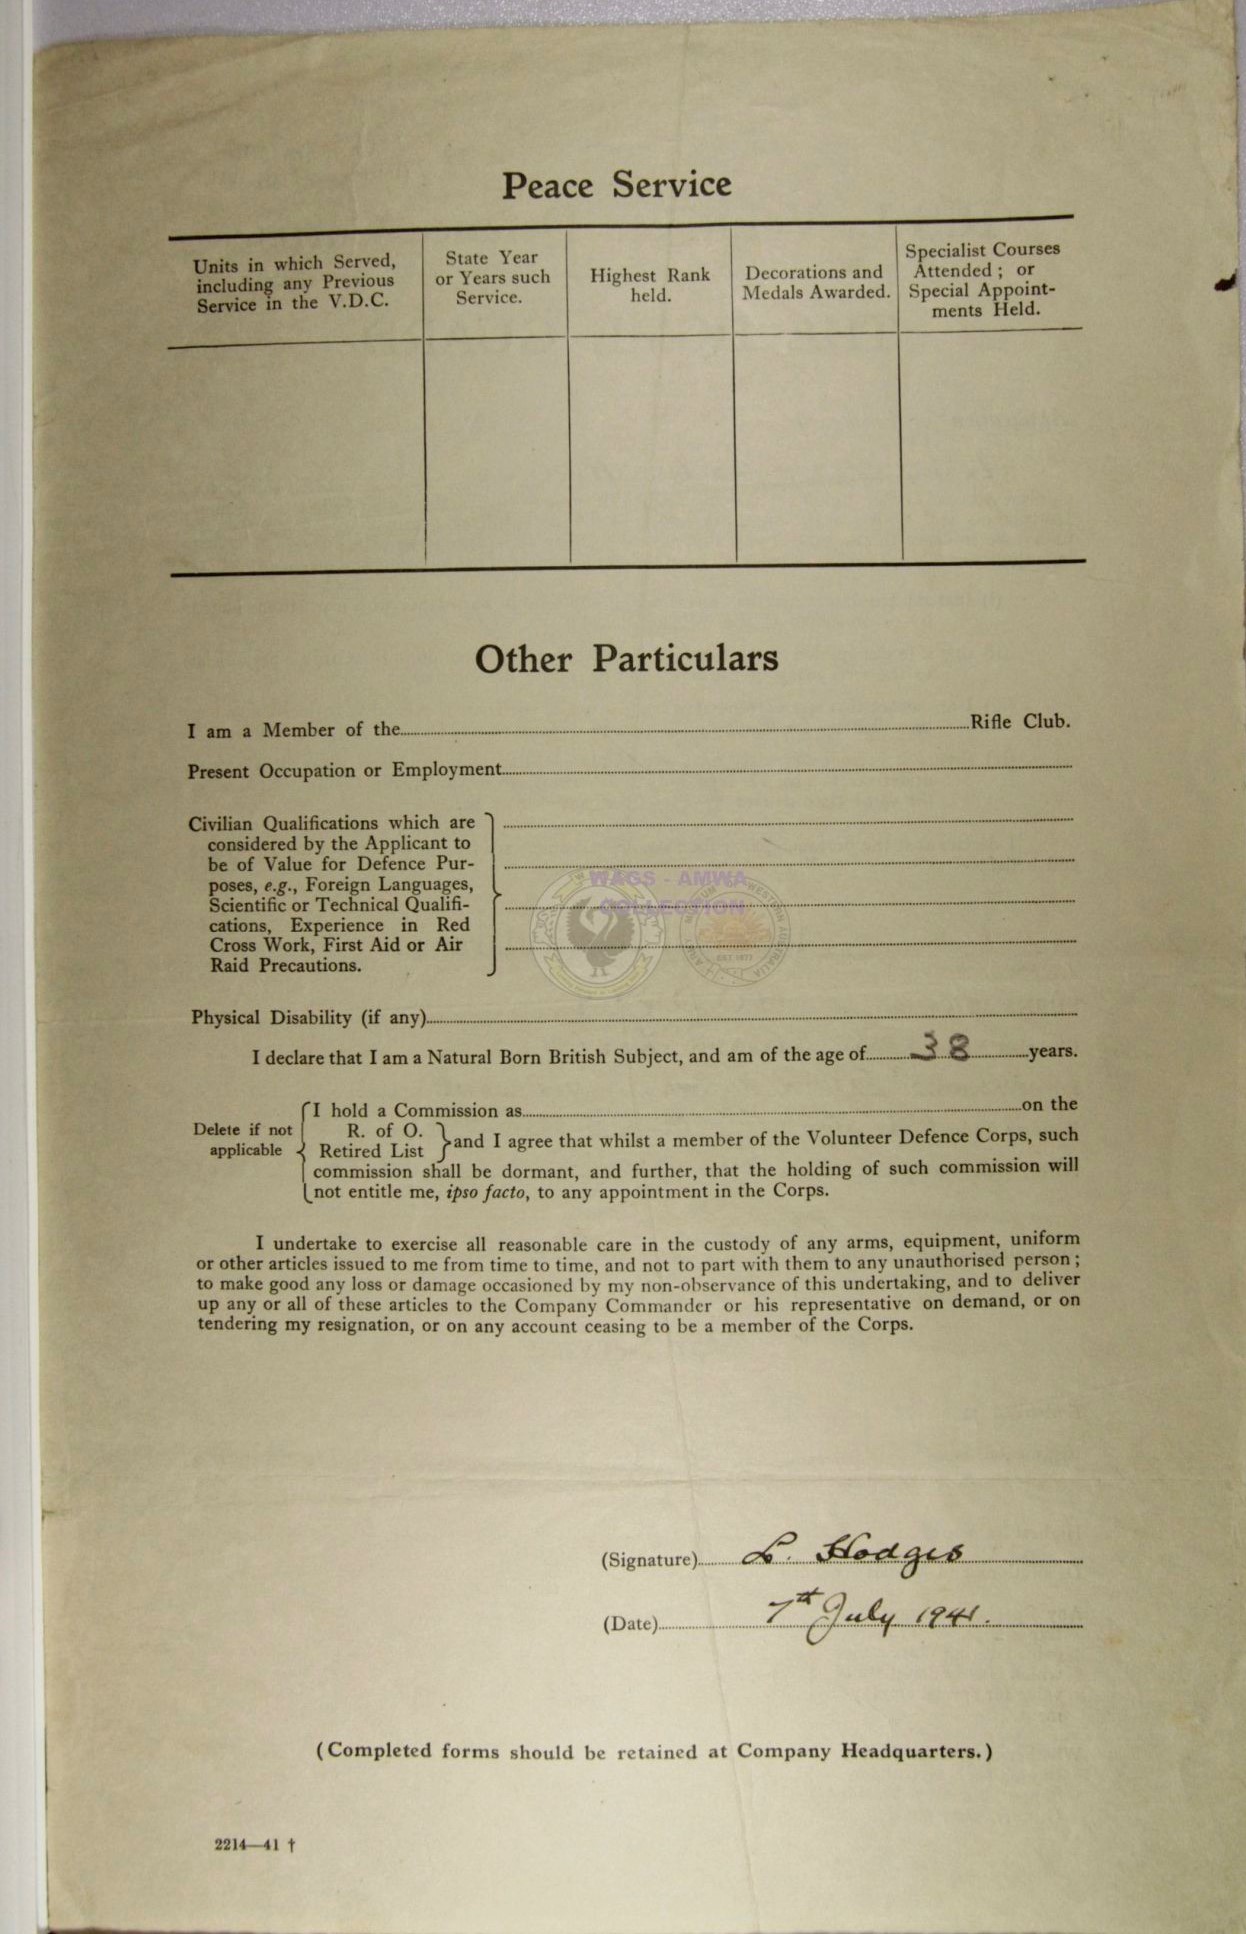 Peace Service
Units in which Served,
including any Previous
Service in the V.D.C.
State Year
or Years such
Service.
Highest Rank
held.
Decorations and
Medals Awarded.
Specialist Courses
Attended ; or
Special Appoint-
ments Held.
Other Particulars
I am a Member of the Rifle Club.
Present Occupation or Employment
Civilian Qualifications which are
considered by the Applicant to
be of Value for Defence Pur-
poses, e.g., Foreign Languages,
Scientific or Technical Qualifi-
cations, Experience in Red
Cross Work, First Aid or Air
Raid Precautions.
WAGS - AMWA
COLLECTION
Physical Disability (if any)
I declare that I am a Natural Born British Subject, and am of the age of 38 years.
Delete if not
applicable
I hold a Commission as on the
R. of O.
Retired List
and I agree that whilst a member of the Volunteer Defence Corps, such
commission shall be dormant, and further, that the holding of such commission will
not entitle me, ipso facto, to any appointment in the Corps.
I undertake to exercise all reasonable care in the custody of any arms, equipment, uniform
or other articles issued to me from time to time, and not to part with them to any unauthorised person ;
to make good any loss or damage occasioned by my non-observance of this undertaking, and to deliver
up any or all of these articles to the Company Commander or his representative on demand, or on
tendering my resignation, or on any account ceasing to be a member of the Corps.
(Signature) L. Hodges
(Date) 7th July 1941.
(Completed forms should be retained at Company Headquarters.)
2214—41 †